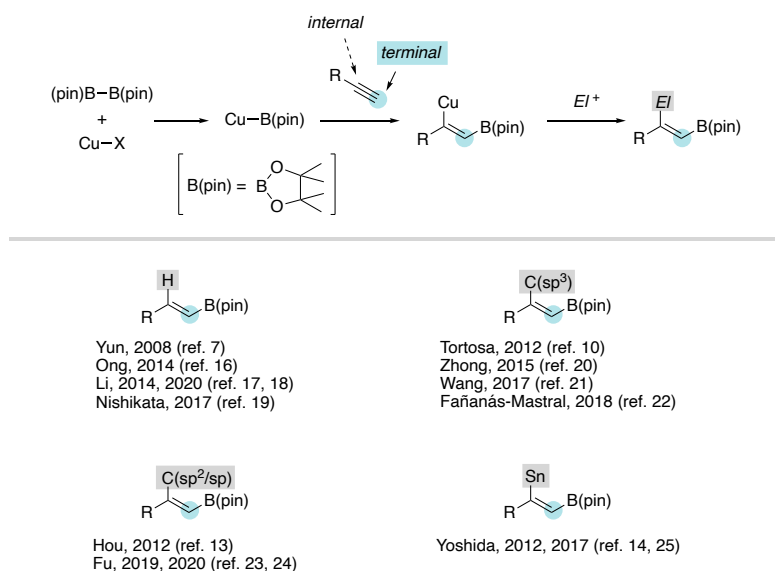 internal
terminal
R
(pin)B–B(pin)
+
Cu–X
Cu–B(pin)
Cu
R
B(pin)
El +
El
R
B(pin)
B(pin) =
B
O
O
H
R
B(pin)
Yun, 2008 (ref. 7)
Ong, 2014 (ref. 16)
Li, 2014, 2020 (ref. 17, 18)
Nishikata, 2017 (ref. 19)
C(sp³)
R
B(pin)
Tortosa, 2012 (ref. 10)
Zhong, 2015 (ref. 20)
Wang, 2017 (ref. 21)
Fañanás-Mastral, 2018 (ref. 22)
C(sp²/sp)
R
B(pin)
Hou, 2012 (ref. 13)
Fu, 2019, 2020 (ref. 23, 24)
Sn
R
B(pin)
Yoshida, 2012, 2017 (ref. 14, 25)